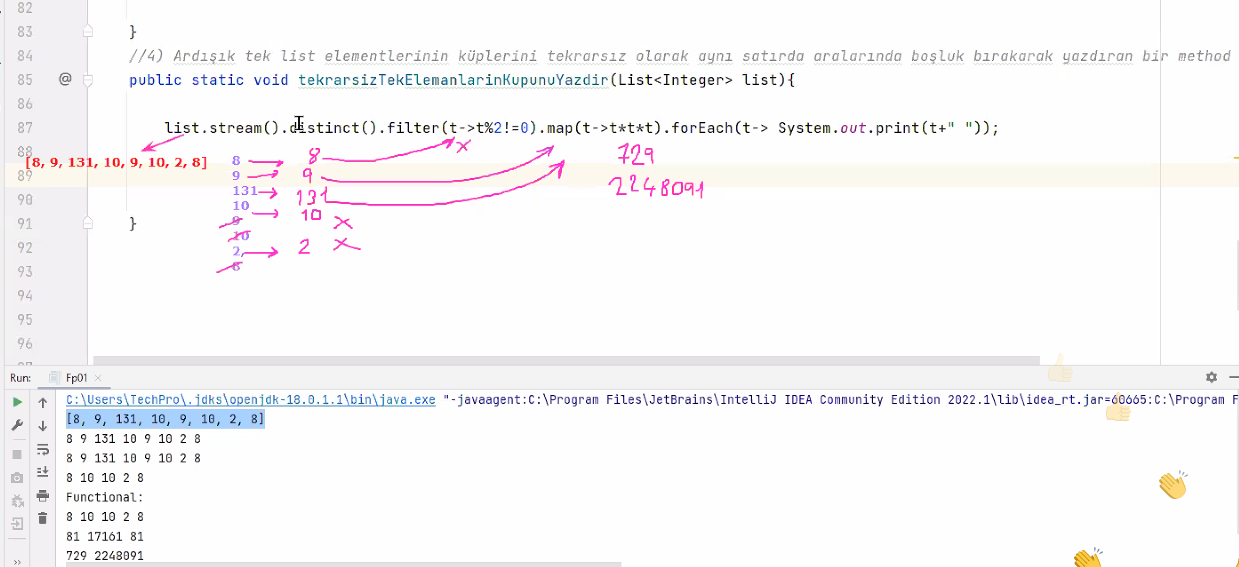 82
83 }
84 //4) Ardışık tek list elementlerinin küplerini tekrarsız olarak aynı satırda aralarında boşluk bırakarak yazdıran bir method
85 @ public static void tekrarsizTekElemanlarinKupunuYazdir(List<Integer> list){
86
87 list.stream().distinct().filter(t->t%2!=0).map(t->t*t*t).forEach(t-> System.out.print(t+" "));
88
[8, 9, 131, 10, 9, 10, 2, 8]
8 8 x 729
89
9 9 2248091
131 131
90
10 10 x
91 }
9
10
92
2, 2 x
8
93
94
95
96
Run: Fp01 ×
C:\Users\TechPro\.jdks\openjdk-18.0.1.1\bin\java.exe "-javaagent:C:\Program Files\JetBrains\IntelliJ IDEA Community Edition 2022.1\lib\idea_rt.jar=60665:C:\Program F
[8, 9, 131, 10, 9, 10, 2, 8]
8 9 131 10 9 10 2 8
8 9 131 10 9 10 2 8
8 10 10 2 8
Functional:
8 10 10 2 8
81 17161 81
729 2248091